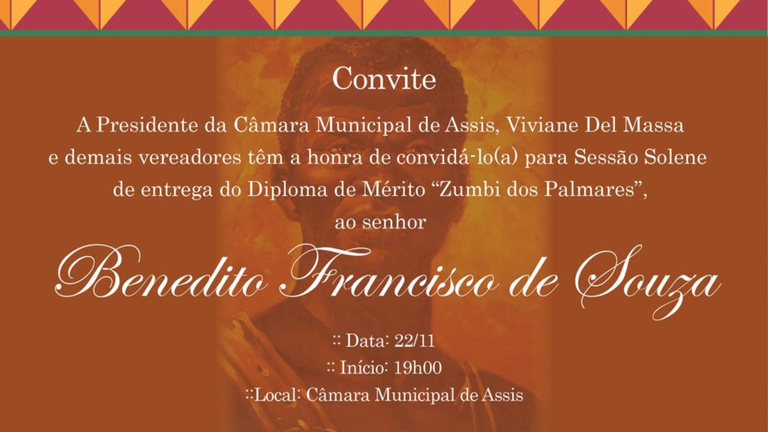 Convite
A Presidente da Câmara Municipal de Assis, Viviane Del Massa
e demais vereadores têm a honra de convidá-lo(a) para Sessão Solene
de entrega do Diploma de Mérito “Zumbi dos Palmares”,
ao senhor
Benedito Francisco de Souza
:: Data: 22/11
:: Início: 19h00
::Local: Câmara Municipal de Assis